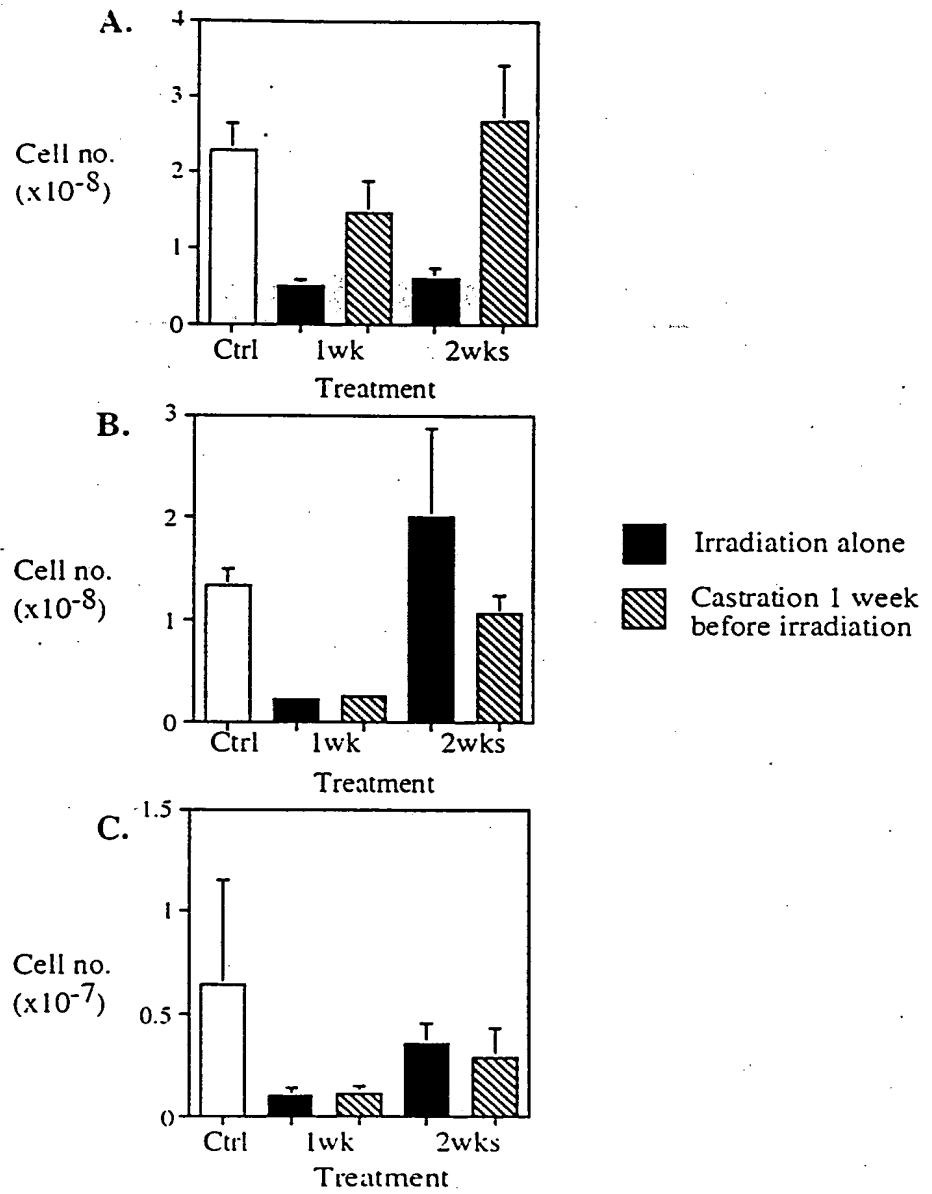 A.
4
3
2
1
0
Cell no.
(x10-8)
Ctrl 1wk 2wks
Treatment
B.
3
2
1
0
Cell no.
(x10-8)
Ctrl 1wk 2wks
Treatment
Irradiation alone
Castration 1 week
before irradiation
C.
1.5
1
0.5
0
Cell no.
(x10-7)
Ctrl 1wk 2wks
Treatment